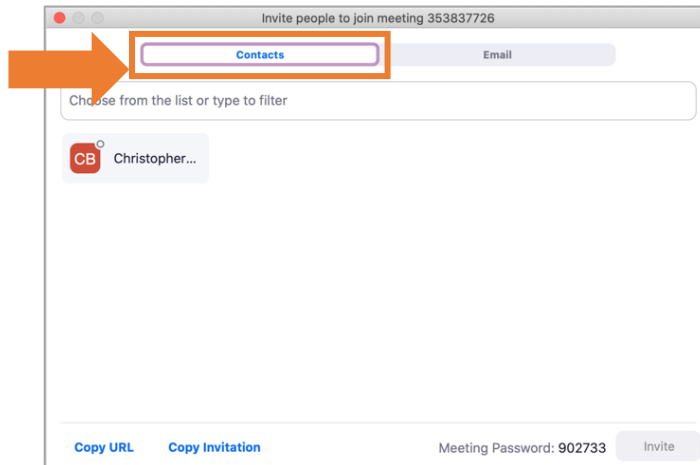 Invite people to join meeting 353837726
Contacts Email
Choose from the list or type to filter
CB Christopher...
Copy URL Copy Invitation Meeting Password: 902733 Invite